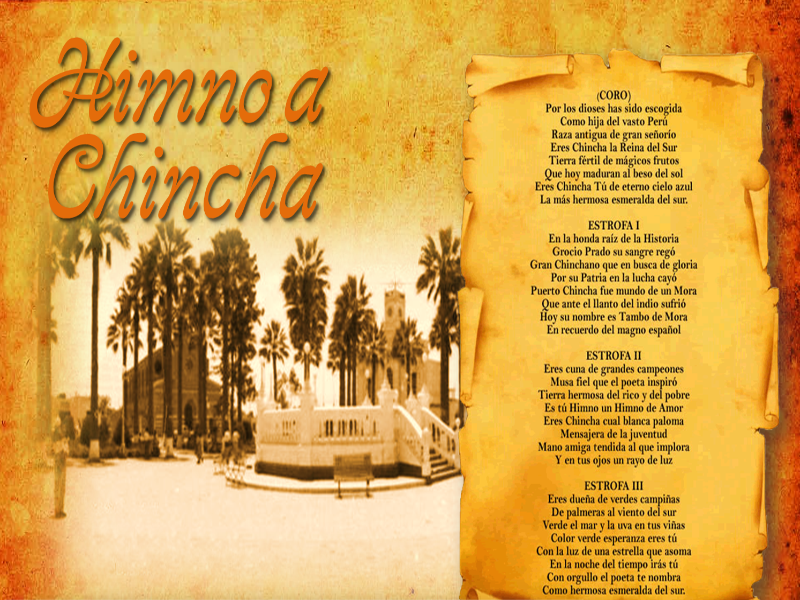 Himno a
Chincha
(CORO)
Por los dioses has sido escogida
Como hija del vasto Perú
Raza antigua de gran señorío
Eres Chincha la Reina del Sur
Tierra fértil de mágicos frutos
Que hoy maduran al beso del sol
Eres Chincha Tú de eterno cielo azul
La más hermosa esmeralda del sur.
ESTROFA I
En la honda raíz de la Historia
Grocio Prado su sangre regó
Gran Chinchano que en busca de gloria
Por su Patria en la lucha cayó
Puerto Chincha fue mundo de un Mora
Que ante el llanto del indio sufrió
Hoy su nombre es Tambo de Mora
En recuerdo del magno español
ESTROFA II
Eres cuna de grandes campeones
Musa fiel que el poeta inspiró
Tierra hermosa del rico y del pobre
Es tú Himno un Himno de Amor
Eres Chincha cual blanca paloma
Mensajera de la juventud
Mano amiga tendida al que implora
Y en tus ojos un rayo de luz
ESTROFA III
Eres dueña de verdes campiñas
De palmeras al viento del sur
Verde el mar y la uva en tus viñas
Color verde esperanza eres tú
Con la luz de una estrella que asoma
En la noche del tiempo irás tú
Con orgullo el poeta te nombra
Como hermosa esmeralda del sur.